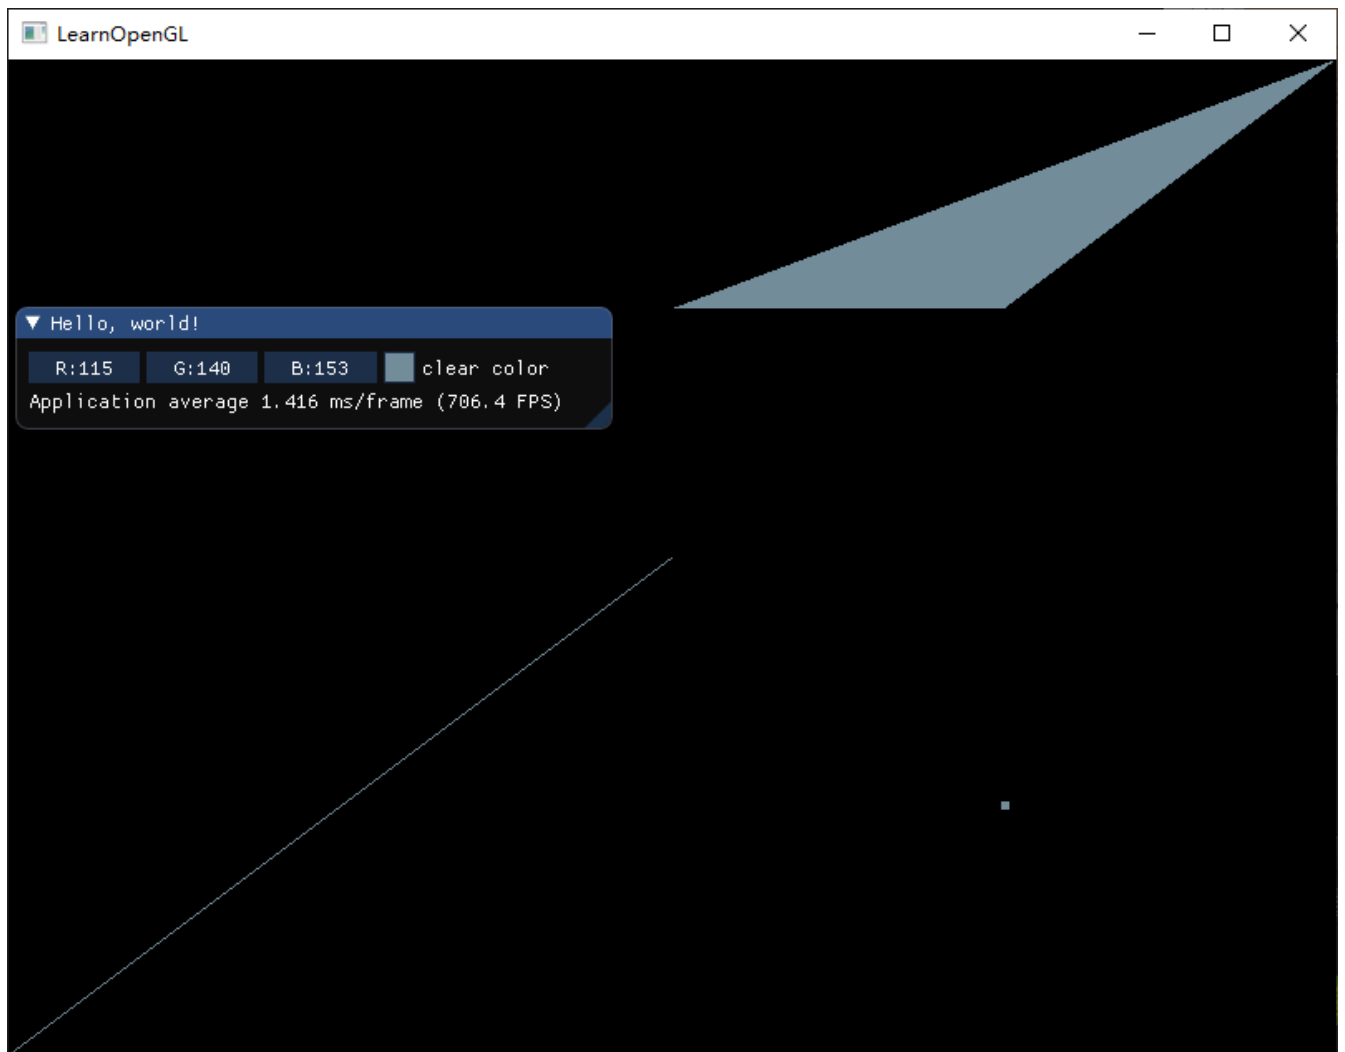 LearnOpenGL
Hello, world!
R:115 G:140 B:153 clear color
Application average 1.416 ms/frame (706.4 FPS)